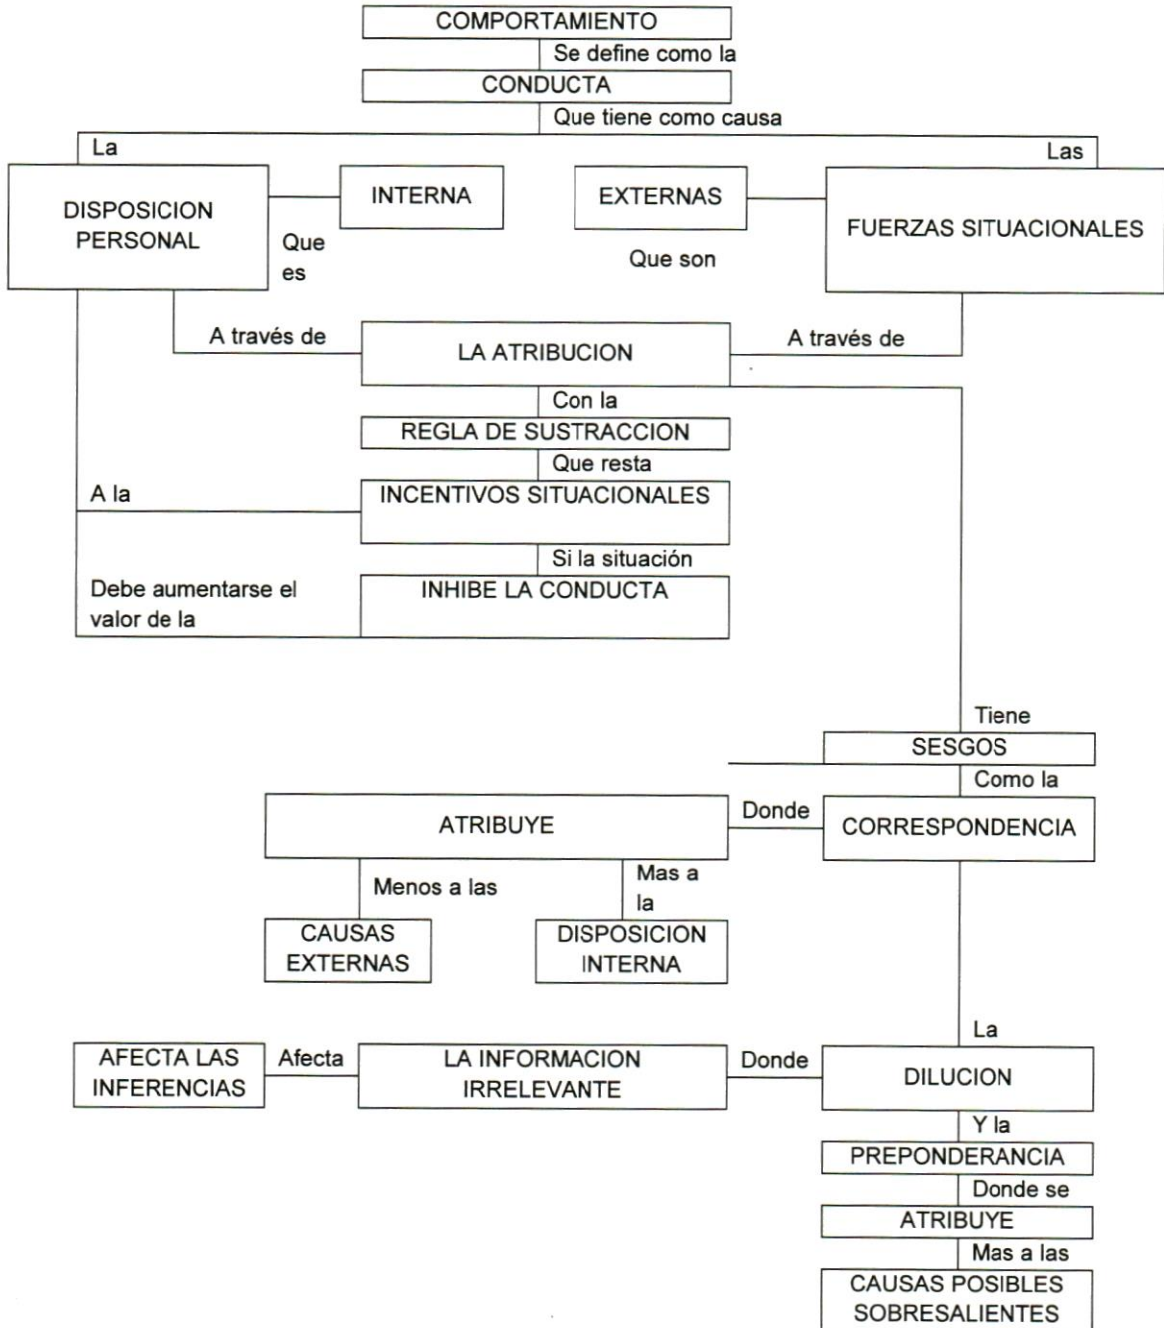 COMPORTAMIENTO
Se define como la
CONDUCTA
Que tiene como causa
La
Las
DISPOSICION
PERSONAL
INTERNA
EXTERNAS
FUERZAS SITUACIONALES
Que
es
Que son
A través de
LA ATRIBUCION
A través de
Con la
REGLA DE SUSTRACCION
Que resta
A la
INCENTIVOS SITUACIONALES
Si la situación
Debe aumentarse el
valor de la
INHIBE LA CONDUCTA
Tiene
SESGOS
Como la
ATRIBUYE
Donde
CORRESPONDENCIA
Menos a las
Mas a
la
CAUSAS
EXTERNAS
DISPOSICION
INTERNA
La
AFECTA LAS
INFERENCIAS
Afecta
LA INFORMACION
IRRELEVANTE
Donde
DILUCION
Y la
PREPONDERANCIA
Donde se
ATRIBUYE
Mas a las
CAUSAS POSIBLES
SOBRESALIENTES